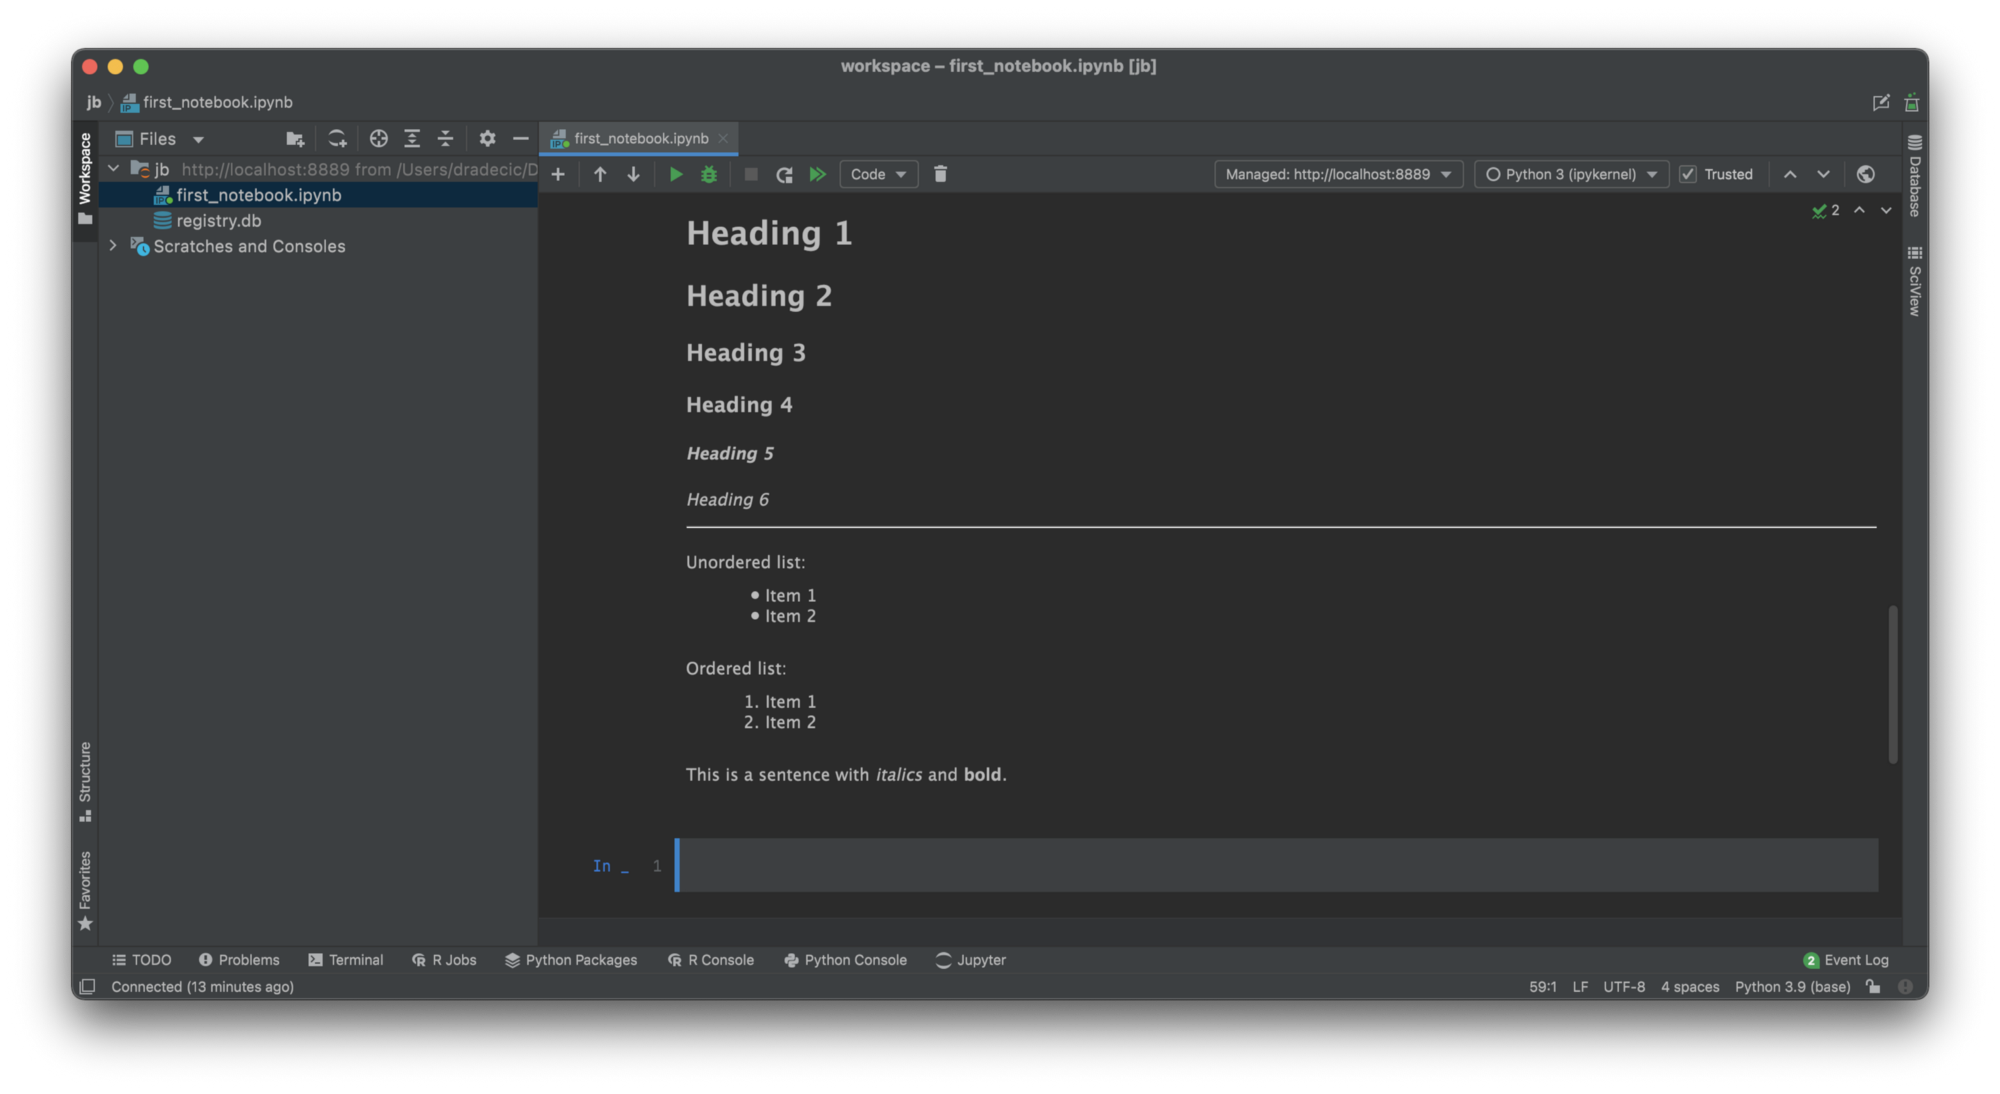 workspace – first_notebook.ipynb [jb]
jb first_notebook.ipynb
Files
first_notebook.ipynb
jb http://localhost:8889 from /Users/dradecic/D
first_notebook.ipynb
registry.db
Scratches and Consoles
Code
Managed: http://localhost:8889
Python 3 (ipykernel)
Trusted
2
Heading 1
Heading 2
Heading 3
Heading 4
Heading 5
Heading 6
Unordered list:
● Item 1
● Item 2
Ordered list:
1. Item 1
2. Item 2
This is a sentence with italics and bold.
In _ 1
Workspace
Structure
Favorites
Database
SciView
TODO Problems Terminal R Jobs Python Packages R Console Python Console Jupyter 2 Event Log
Connected (13 minutes ago) 59:1 LF UTF-8 4 spaces Python 3.9 (base)